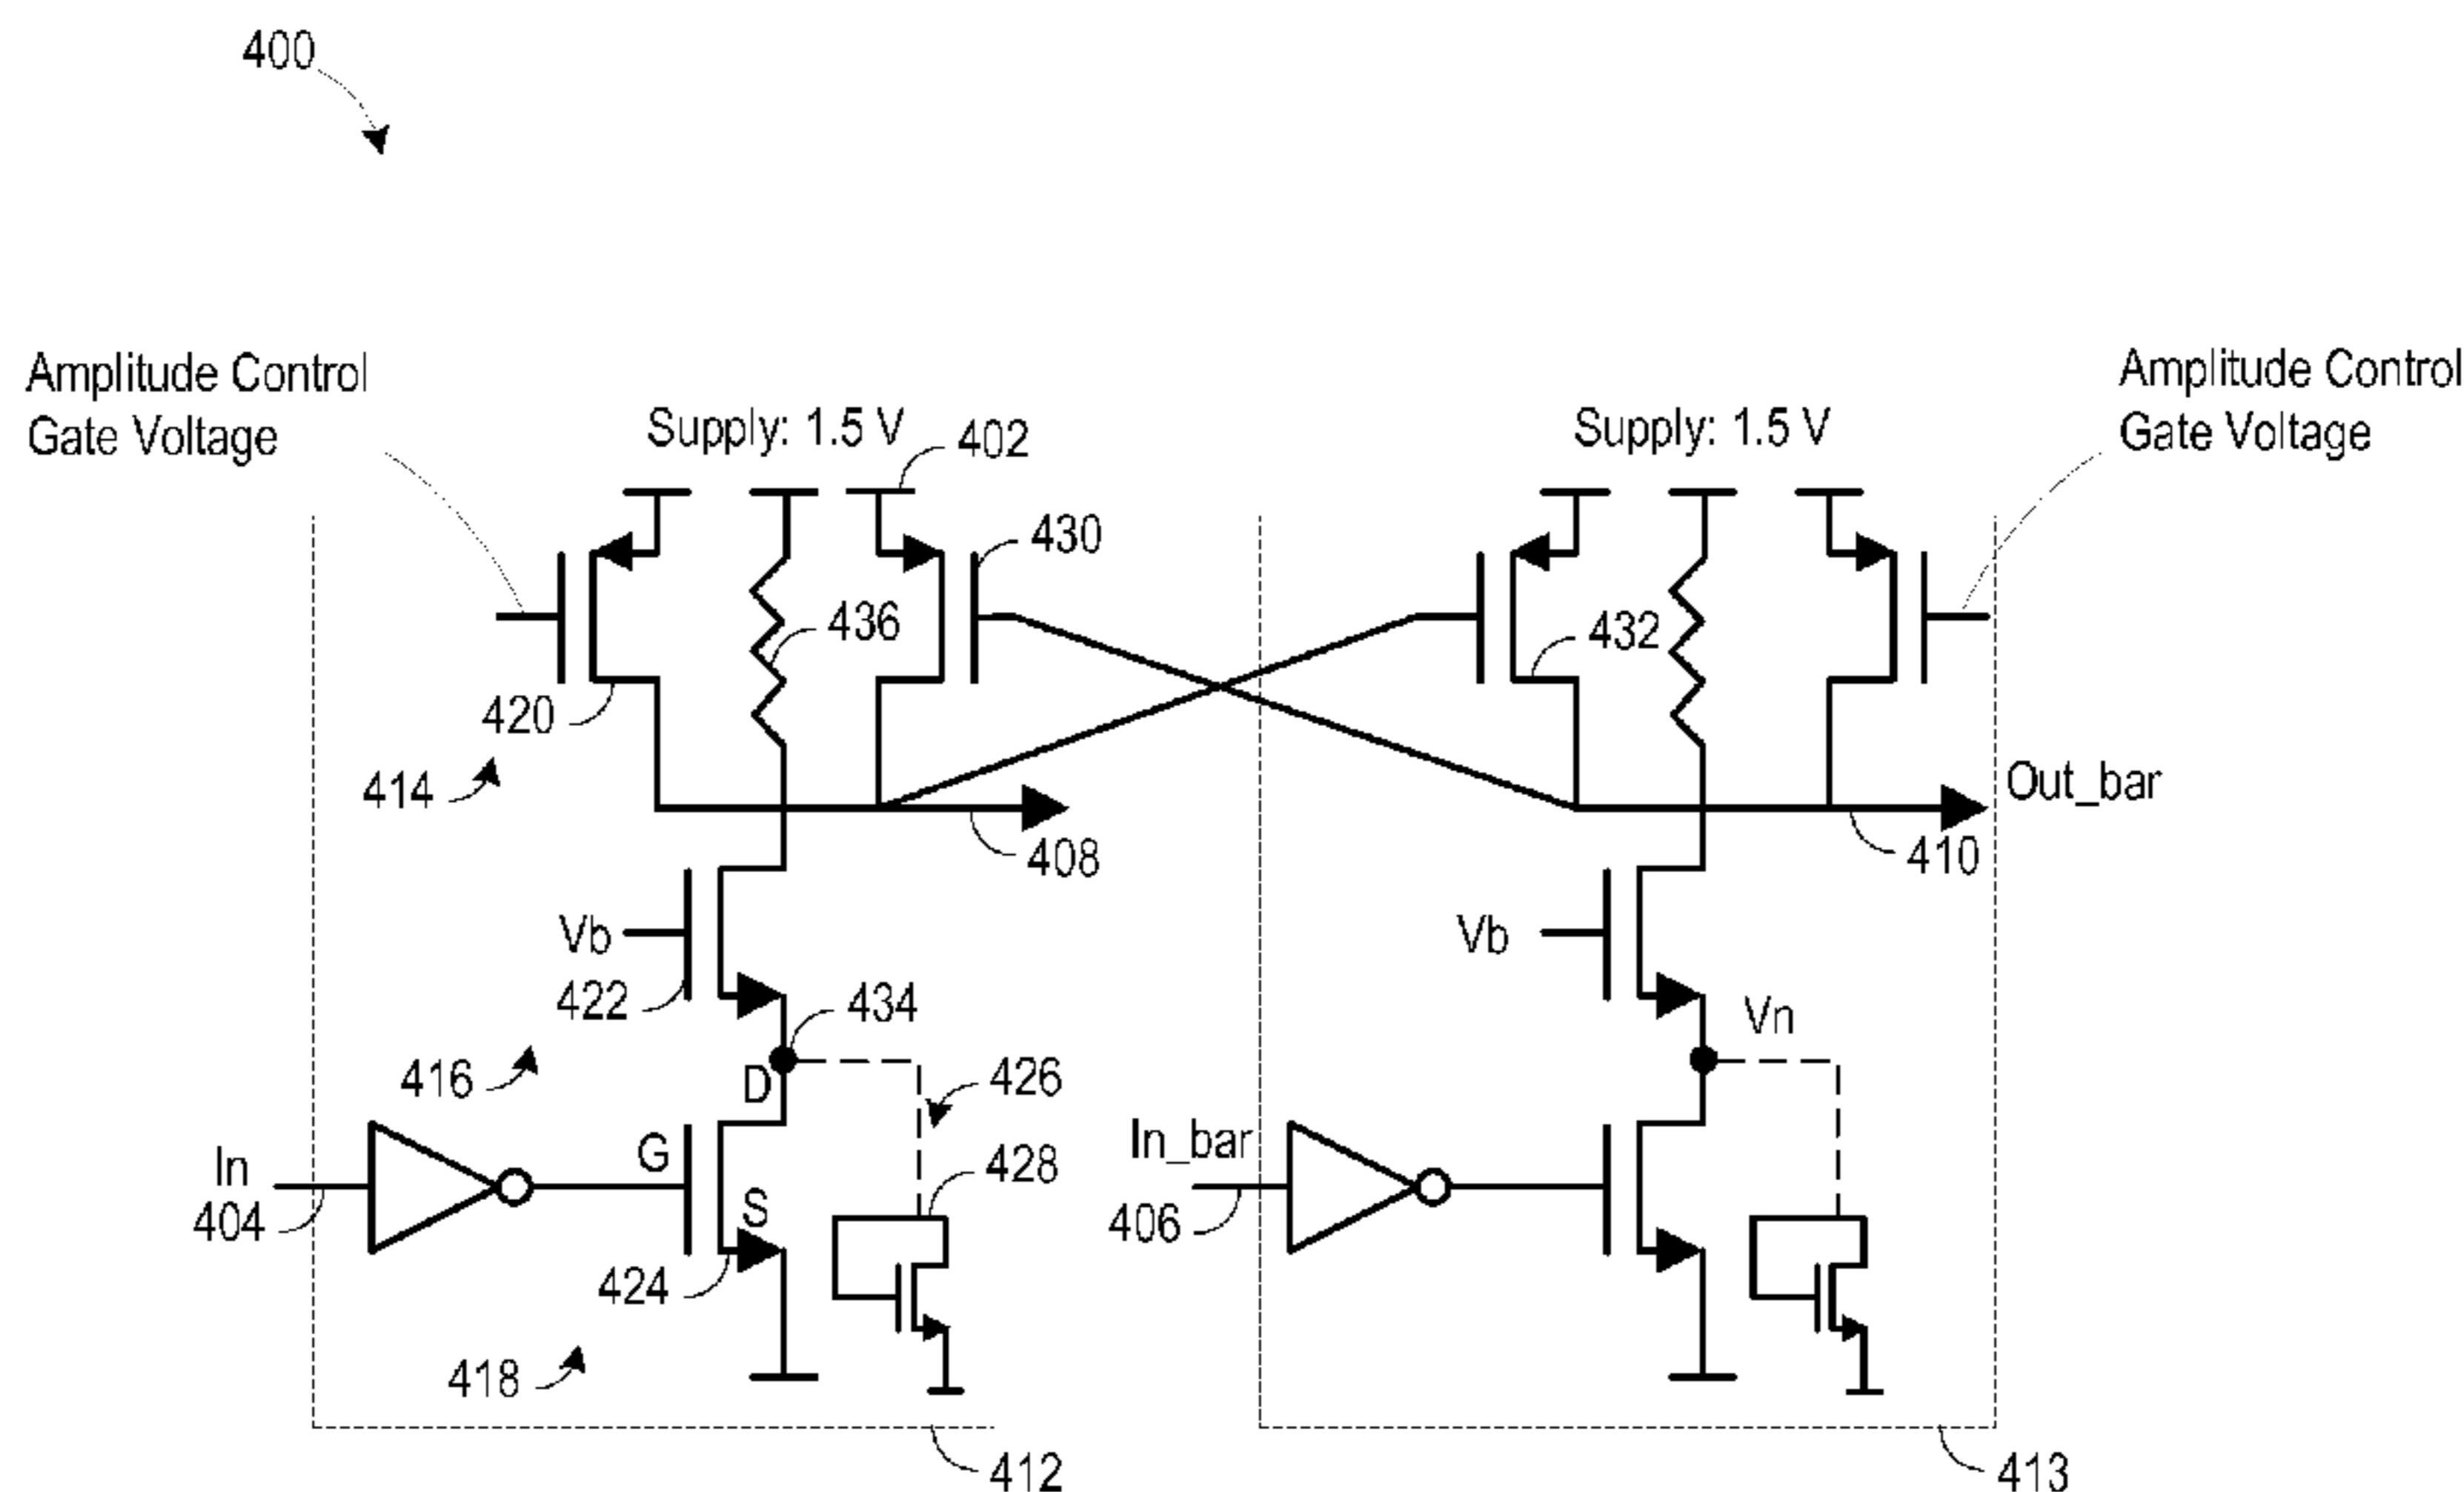 400
Amplitude Control
Gate Voltage
Supply: 1.5 V
402
Supply: 1.5 V
Amplitude Control
Gate Voltage
430
436
432
420
414
Out_bar
408
410
Vb
422
Vb
434
Vn
416
D
426
In
404
G
S
428
In_bar
406
424
418
412
413